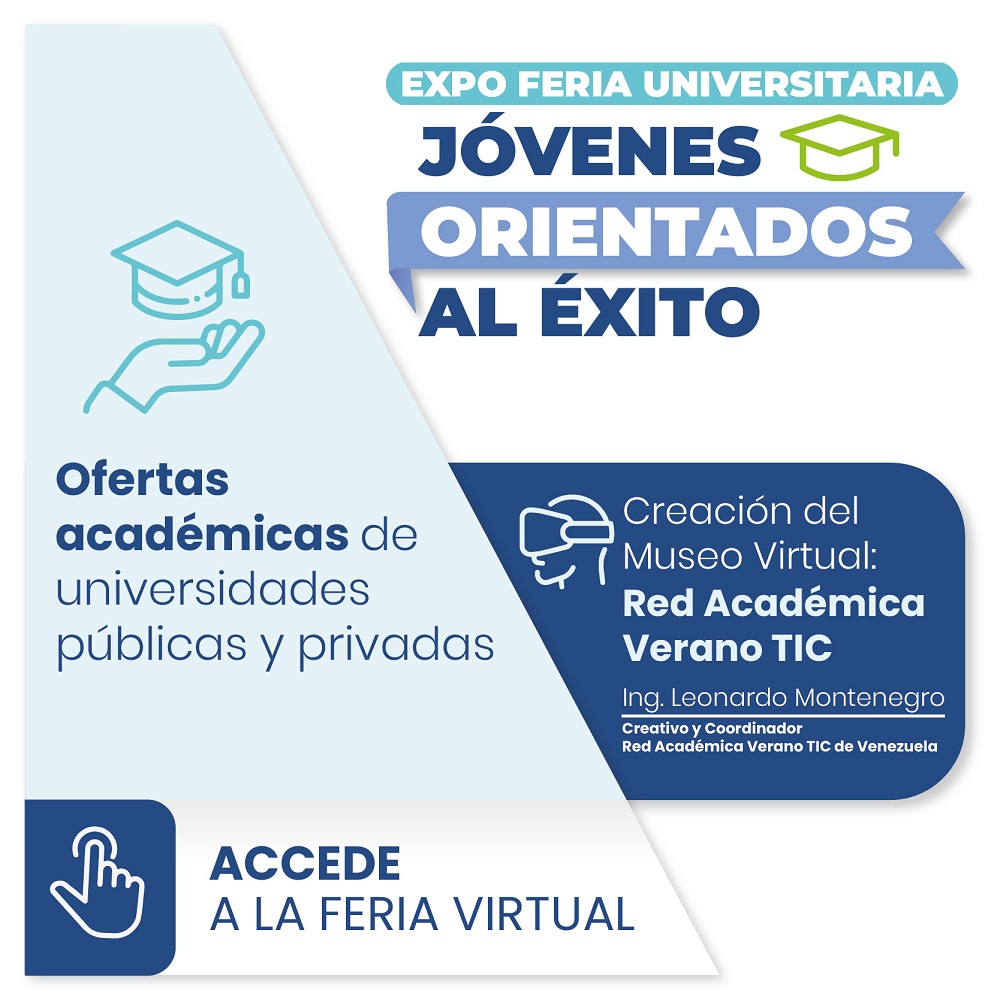 EXPO FERIA UNIVERSITARIA
JÓVENES
ORIENTADOS
AL ÉXITO
Ofertas
académicas de
universidades
públicas y privadas
Creación del
Museo Virtual:
Red Académica
Verano TIC
Ing. Leonardo Montenegro
Creativo y Coordinador
Red Académica Verano TIC de Venezuela
ACCEDE
A LA FERIA VIRTUAL